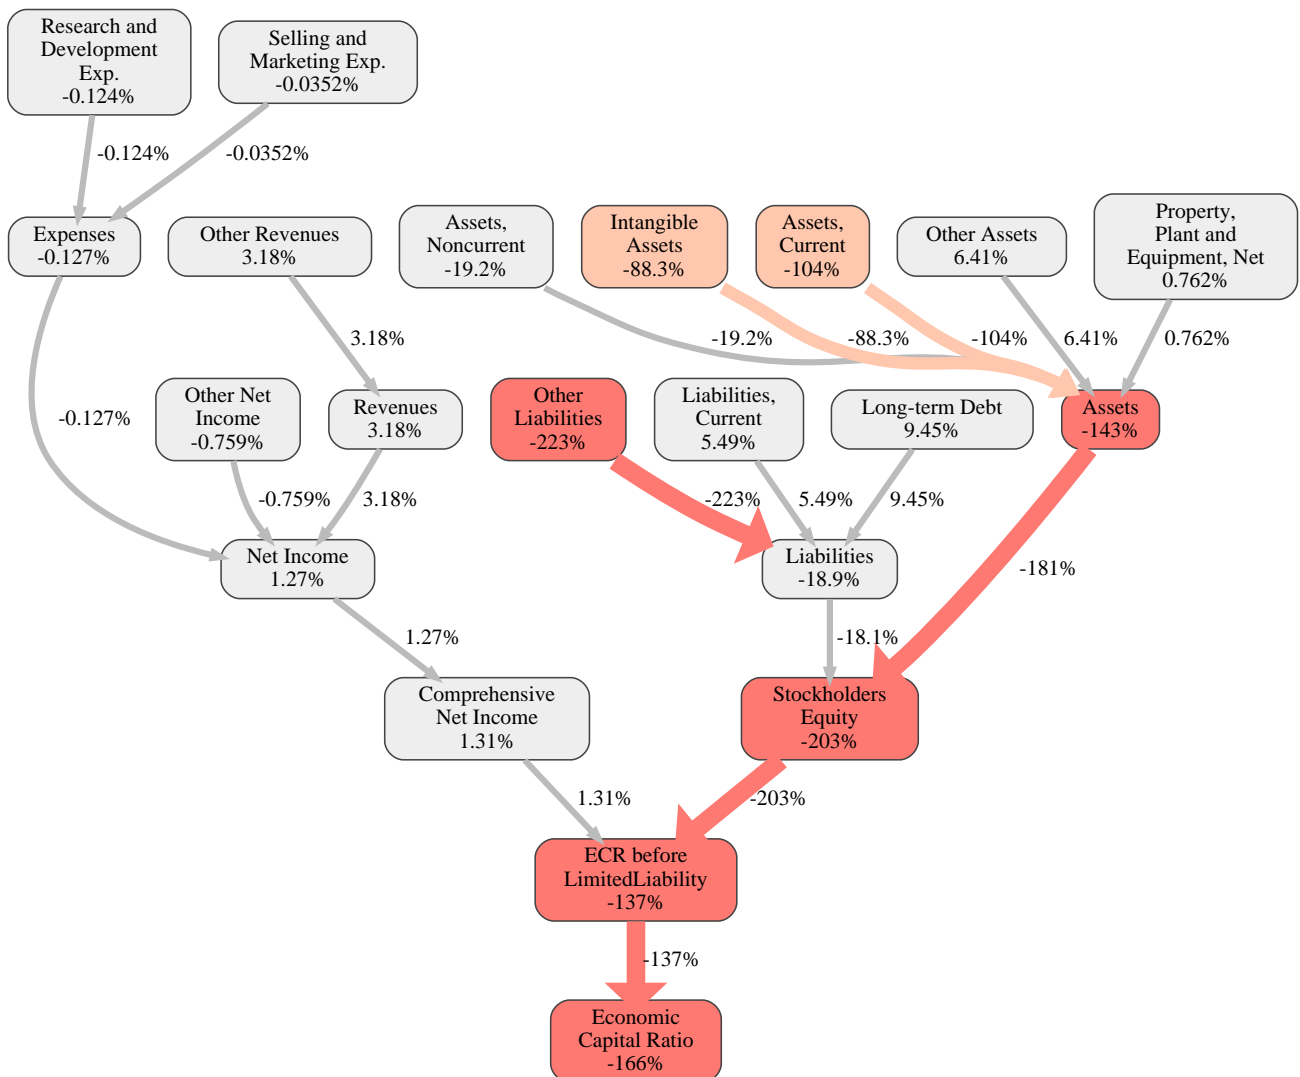 Research and
Development
Exp.
-0.124%
Selling and
Marketing Exp.
-0.0352%
-0.124%
-0.0352%
Expenses
-0.127%
Other Revenues
3.18%
Assets,
Noncurrent
-19.2%
Intangible
Assets
-88.3%
Assets,
Current
-104%
Other Assets
6.41%
Property,
Plant and
Equipment, Net
0.762%
3.18%
-19.2%
-88.3%
-104%
6.41%
0.762%
-0.127%
Other Net
Income
-0.759%
Revenues
3.18%
Other
Liabilities
-223%
Liabilities,
Current
5.49%
Long-term Debt
9.45%
Assets
-143%
-0.759%
3.18%
-223%
5.49%
9.45%
-181%
Net Income
1.27%
Liabilities
-18.9%
1.27%
-18.1%
Comprehensive
Net Income
1.31%
Stockholders
Equity
-203%
1.31%
-203%
ECR before
LimitedLiability
-137%
-137%
Economic
Capital Ratio
-166%